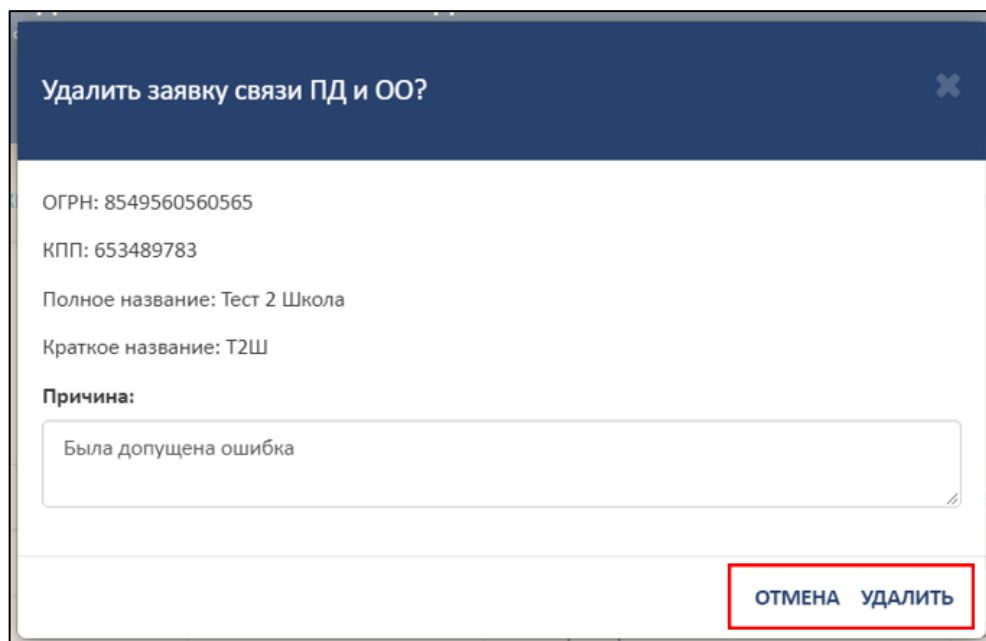 Удалить заявку связи ПД и ОО?
ОГРН: 8549560560565
КПП: 653489783
Полное название: Тест 2 Школа
Краткое название: Т2Ш
Причина:
Была допущена ошибка
ОТМЕНА УДАЛИТЬ